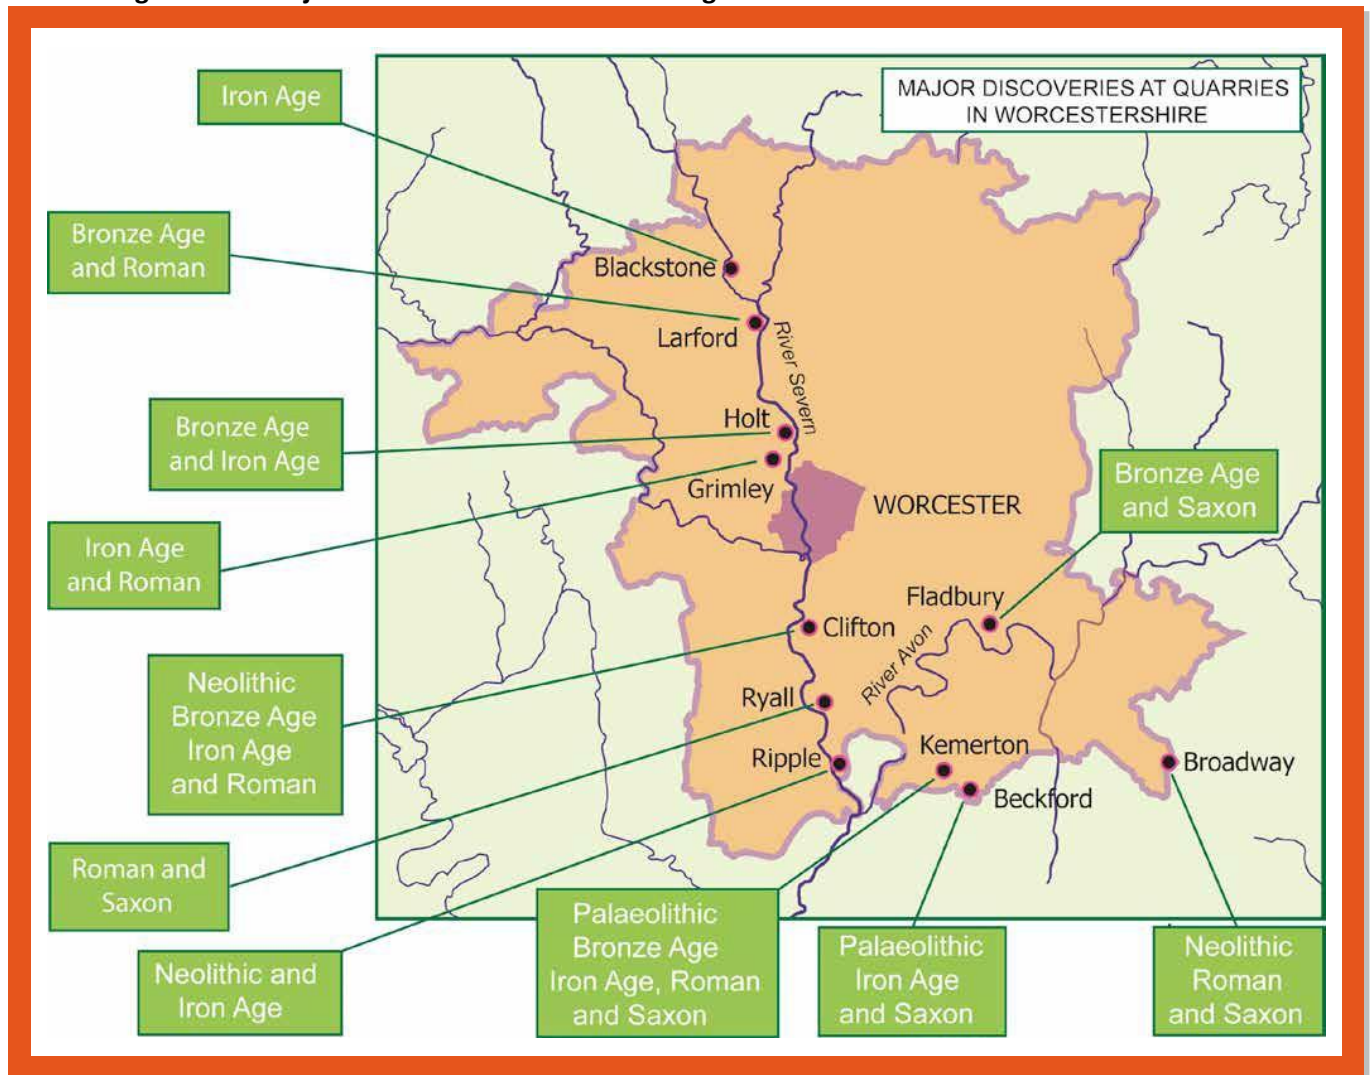 MAJOR DISCOVERIES AT QUARRIES
IN WORCESTERSHIRE
Iron Age
Bronze Age
and Roman
Bronze Age
and Iron Age
Iron Age
and Roman
Neolithic
Bronze Age
Iron Age
and Roman
Roman and
Saxon
Neolithic and
Iron Age
Palaeolithic
Bronze Age
Iron Age, Roman
and Saxon
Palaeolithic
Iron Age
and Saxon
Neolithic
Roman
and Saxon
Bronze Age
and Saxon
Blackstone
Larford
River Severn
Holt
Grimley
WORCESTER
Fladbury
Clifton
River Avon
Ryall
Ripple
Kemerton
Beckford
Broadway